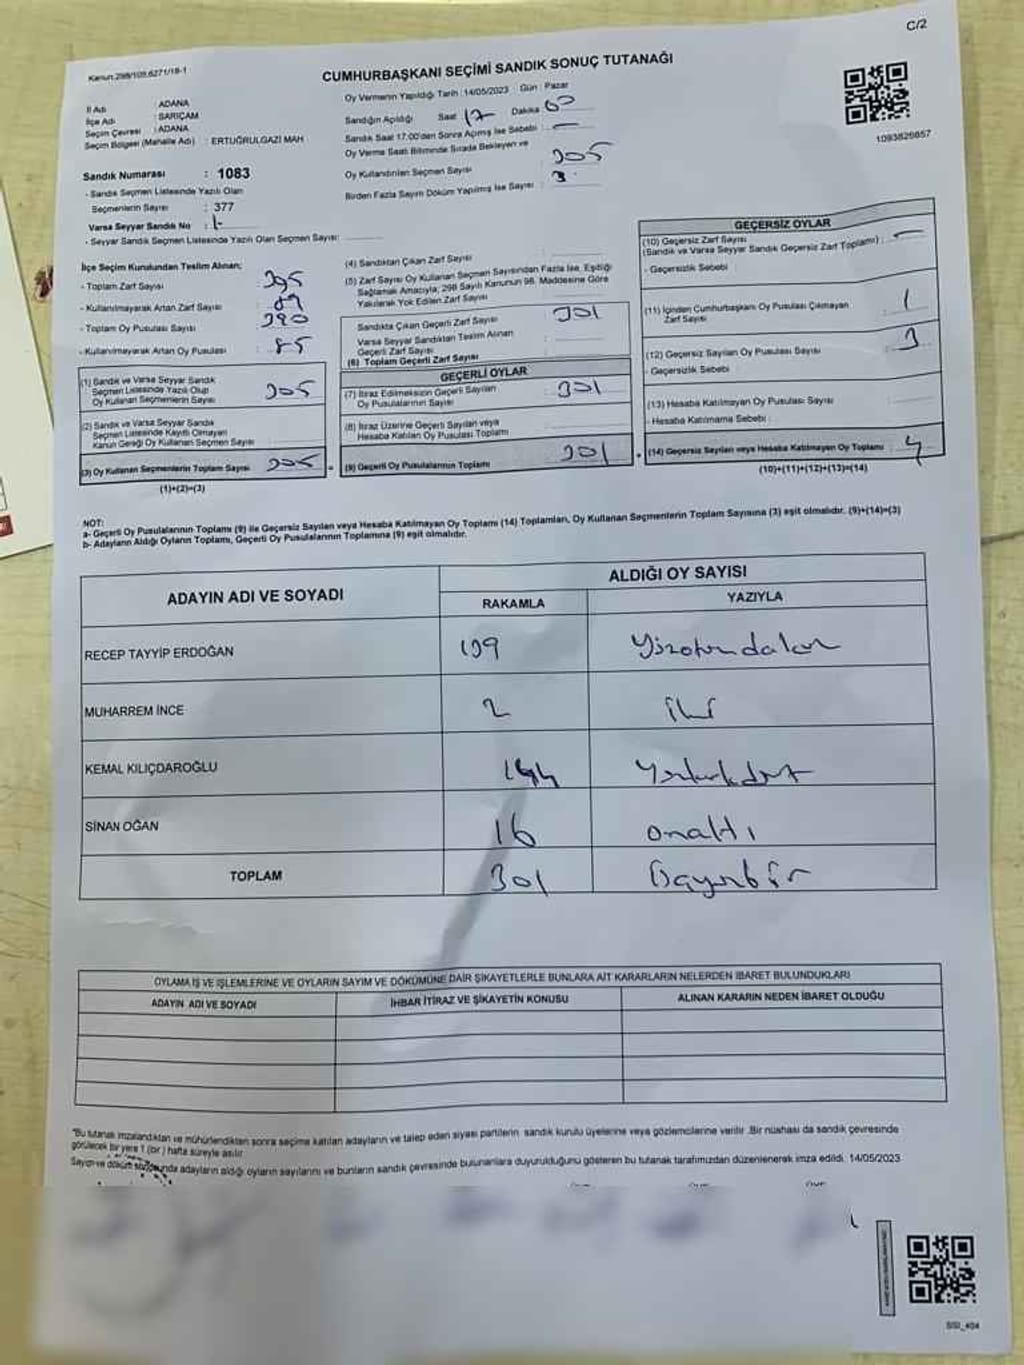 C/2
Kanun:298/105,6271/18-1
CUMHURBAŞKANI SEÇİMİ SANDIK SONUÇ TUTANAĞI
İl Adı : ADANA
İlçe Adı : SARIÇAM
Seçim Çevresi : ADANA
Seçim Bölgesi (Mahalle Adı) : ERTUĞRULGAZİ MAH
Sandık Numarası : 1083
- Sandık Seçmen Listesinde Yazılı Olan
Seçmenlerin Sayısı : 377
Varsa Seyyar Sandık No :
- Seyyar Sandık Seçmen Listesinde Yazılı Olan Seçmen Sayısı:
Oy Vermenin Yapıldığı Tarih :14/05/2023 Gün : Pazar
Sandığın Açıldığı Saat 17 Dakika 00
Sandık Saat 17:00'den Sonra Açılmış İse Sebebi : —
Oy Verme Saati Bitiminde Sırada Bekleyen ve
Oy Kullandırılan Seçmen Sayısı : 305
Birden Fazla Sayım Döküm Yapılmış İse Sayısı : 3
1093826857
İlçe Seçim Kurulundan Teslim Alınan;
- Toplam Zarf Sayısı : 395
- Kullanılmayarak Artan Zarf Sayısı :
- Toplam Oy Pusulası Sayısı : 390
- Kullanılmayarak Artan Oy Pusulası : 85
(1) Sandık ve Varsa Seyyar Sandık
Seçmen Listesinde Yazılı Olup
Oy Kullanan Seçmenlerin Sayısı : 305
(2) Sandık ve Varsa Seyyar Sandık
Seçmen Listesinde Kayıtlı Olmayan
Kanun Gereği Oy Kullanan Seçmen Sayısı :
(3) Oy Kullanan Seçmenlerin Toplam Sayısı : 305
(1)+(2)=(3)
(4) Sandıktan Çıkan Zarf Sayısı :
(5) Zarf Sayısı Oy Kullanan Seçmen Sayısından Fazla İse, Eşitliği
Sağlamak Amacıyla; 298 Sayılı Kanunun 98. Maddesine Göre
Yakılarak Yok Edilen Zarf Sayısı :
Sandıkta Çıkan Geçerli Zarf Sayısı : 301
Varsa Seyyar Sandıktan Teslim Alınan
Geçerli Zarf Sayısı :
(6) Toplam Geçerli Zarf Sayısı
GEÇERLİ OYLAR
(7) İtiraz Edilmeksizin Geçerli Sayılan
Oy Pusulalarının Sayısı : 301
(8) İtiraz Üzerine Geçerli Sayılan veya
Hesaba Katılan Oy Pusulası Toplamı :
(9) Geçerli Oy Pusulalarının Toplamı : 301
GEÇERSİZ OYLAR
(10) Geçersiz Zarf Sayısı
(Sandık ve Varsa Seyyar Sandık Geçersiz Zarf Toplamı) : —
- Geçersizlik Sebebi :
(11) İçinden Cumhurbaşkanı Oy Pusulası Çıkmayan
Zarf Sayısı : 1
(12) Geçersiz Sayılan Oy Pusulası Sayısı : 3
- Geçersizlik Sebebi :
(13) Hesaba Katılmayan Oy Pusulası Sayısı :
- Hesaba Katılmama Sebebi :
(14) Geçersiz Sayılan veya Hesaba Katılmayan Oy Toplamı : 4
(10)+(11)+(12)+(13)=(14)
NOT:
a- Geçerli Oy Pusulalarının Toplamı (9) ile Geçersiz Sayılan veya Hesaba Katılmayan Oy Toplamı (14) Toplamları, Oy Kullanan Seçmenlerin Toplam Sayısına (3) eşit olmalıdır. (9)+(14)=(3)
b- Adayların Aldığı Oyların Toplamı, Geçerli Oy Pusulalarının Toplamına (9) eşit olmalıdır.
ADAYIN ADI VE SOYADI
ALDIĞI OY SAYISI
RAKAMLA YAZIYLA
RECEP TAYYİP ERDOĞAN 139
MUHARREM İNCE 2 iki
KEMAL KILIÇDAROĞLU 144
SİNAN OĞAN 16 onaltı
TOPLAM 301 Üçyüzbir
OYLAMA İŞ VE İŞLEMLERİNE VE OYLARIN SAYIM VE DÖKÜMÜNE DAİR ŞİKAYETLERLE BUNLARA AİT KARARLARIN NELERDEN İBARET BULUNDUKLARI
ADAYIN ADI VE SOYADI İHBAR İTİRAZ VE ŞİKAYETİN KONUSU ALINAN KARARIN NEDEN İBARET OLDUĞU
"Bu tutanak imzalandıktan ve mühürlendikten sonra seçime katılan adayların ve talep eden siyasi partilerin sandık kurulu üyelerine veya gözlemcilerine verilir .Bir nüshası da sandık çevresinde
görülecek bir yere 1 (bir) hafta süreyle asılır
Sayım ve döküm sonucunda adayların aldığı oyların sayılarını ve bunların sandık çevresinde bulunanlara duyurulduğunu gösteren bu tutanak tarafımızdan düzenlenerek imza edildi. 14/05/2023
SSI_404